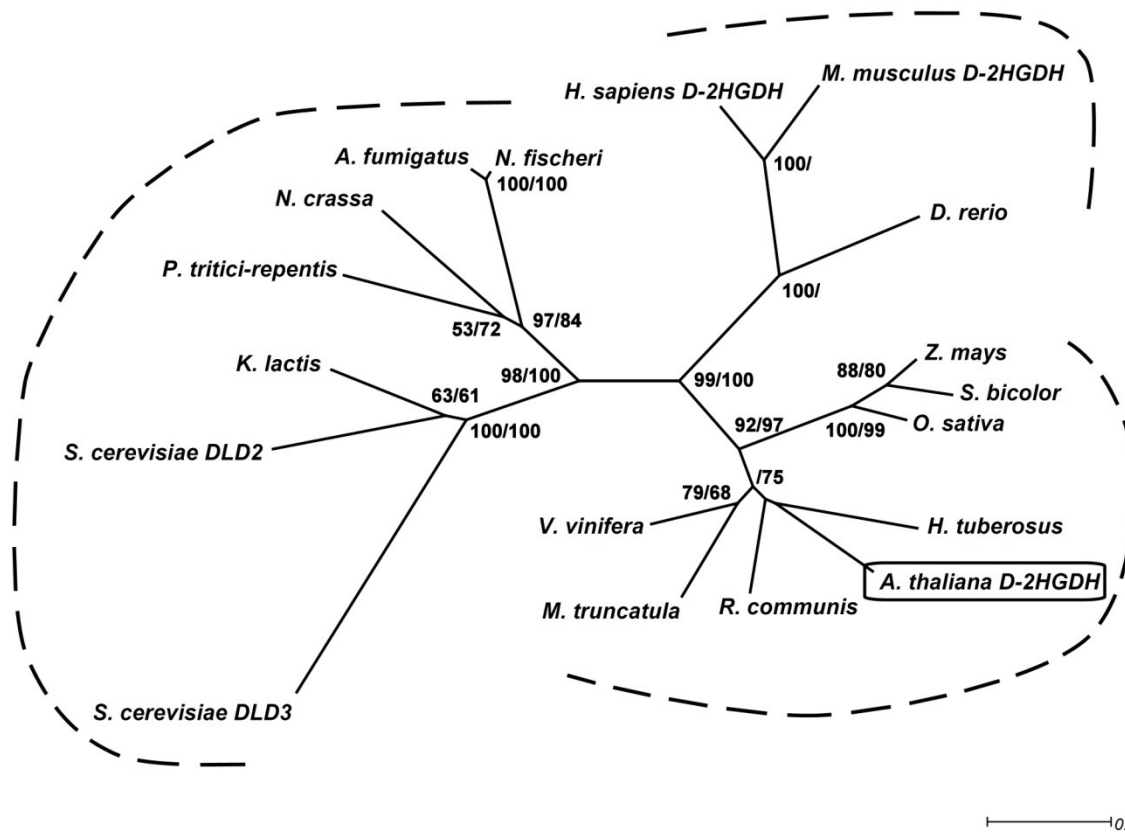 M. musculus D-2HGDH
H. sapiens D-2HGDH
A. fumigatus
N. fischeri
100/
100/100
N. crassa
D. rerio
P. tritici-repentis
100/
97/84
53/72
Z. mays
K. lactis
88/80
98/100
99/100
S. bicolor
63/61
O. sativa
92/97
100/99
100/100
S. cerevisiae DLD2
/75
79/68
V. vinifera
H. tuberosus
A. thaliana D-2HGDH
M. truncatula
R. communis
S. cerevisiae DLD3